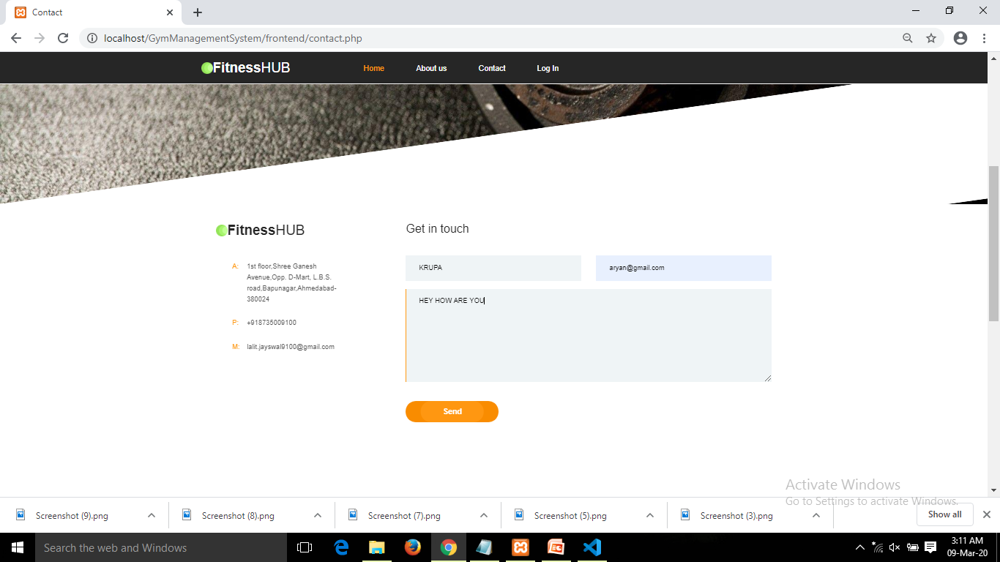 Contact
localhost/GymManagementSystem/frontend/contact.php
FitnessHUB
Home
About us
Contact
Log In
FitnessHUB
A: 1st floor,Shree Ganesh
Avenue,Opp. D-Mart, L.B.S.
road,Bapunagar,Ahmedabad-
380024
P: +918735009100
M: lalit.jayswal9100@gmail.com
Get in touch
KRUPA
aryan@gmail.com
HEY HOW ARE YOU
Send
Activate Windows
Go to Settings to activate Windows.
Screenshot (9).png
Screenshot (8).png
Screenshot (7).png
Screenshot (5).png
Screenshot (3).png
Show all
Search the web and Windows
3:11 AM
09-Mar-20